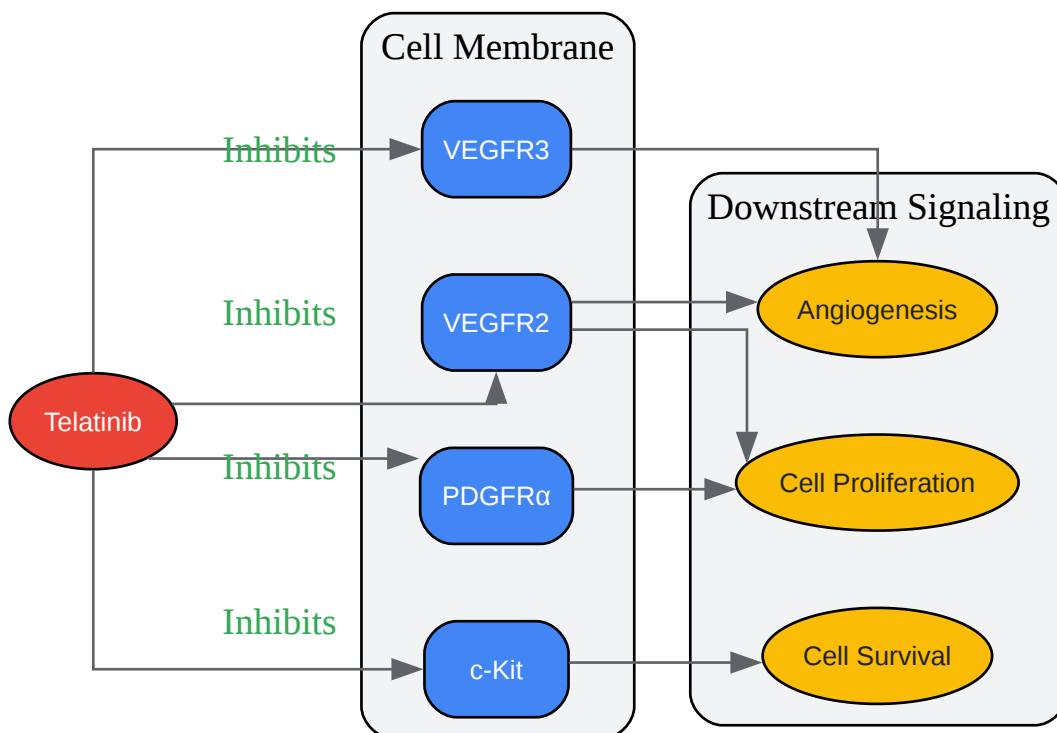 Cell Membrane
Inhibits
VEGFR3
Downstream Signaling
Inhibits
VEGFR2
Angiogenesis
Telatinib
Inhibits
PDGFRα
Cell Proliferation
Inhibits
c-Kit
Cell Survival